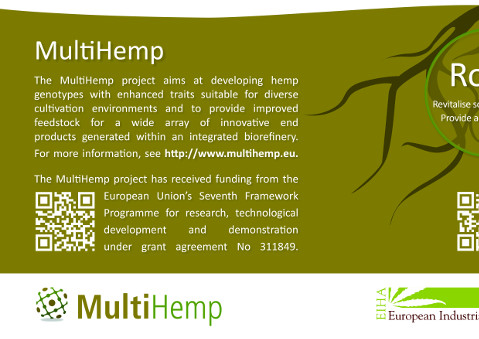 MultiHemp
The MultiHemp project aims at developing hemp
genotypes with enhanced traits suitable for diverse
cultivation environments and to provide improved
feedstock for a wide array of innovative end
products generated within an integrated biorefinery.
For more information, see http://www.multihemp.eu.
The MultiHemp project has received funding from the
European Union's Seventh Framework
Programme for research, technological
development and demonstration
under grant agreement No 311849.
Ro
Revitalise so
Provide a
MultiHemp
EIHA
European Industria